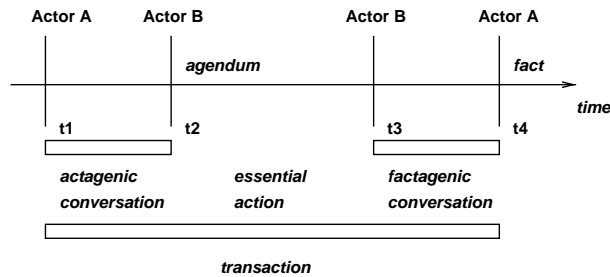 Actor A Actor B Actor B Actor A
agendum fact
time
t1 t2 t3 t4
actagenic essential factagenic
conversation action conversation
transaction